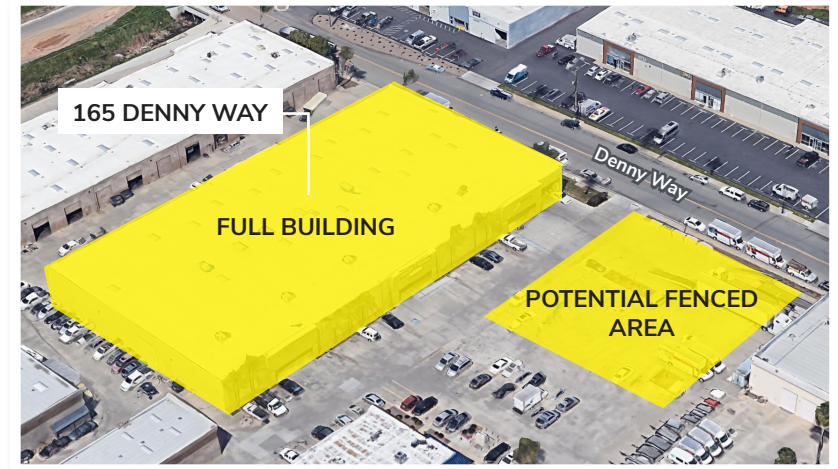 165 DENNY WAY
FULL BUILDING
Denny Way
POTENTIAL FENCED
AREA